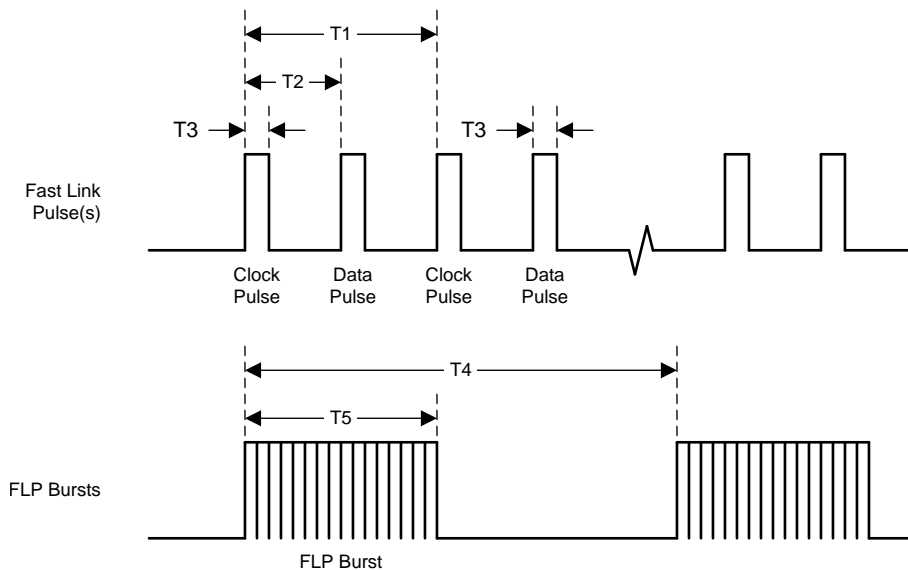 T1
T2
T3
T3
Fast Link
Pulse(s)
Clock
Pulse
Data
Pulse
Clock
Pulse
Data
Pulse
T4
T5
FLP Bursts
FLP Burst